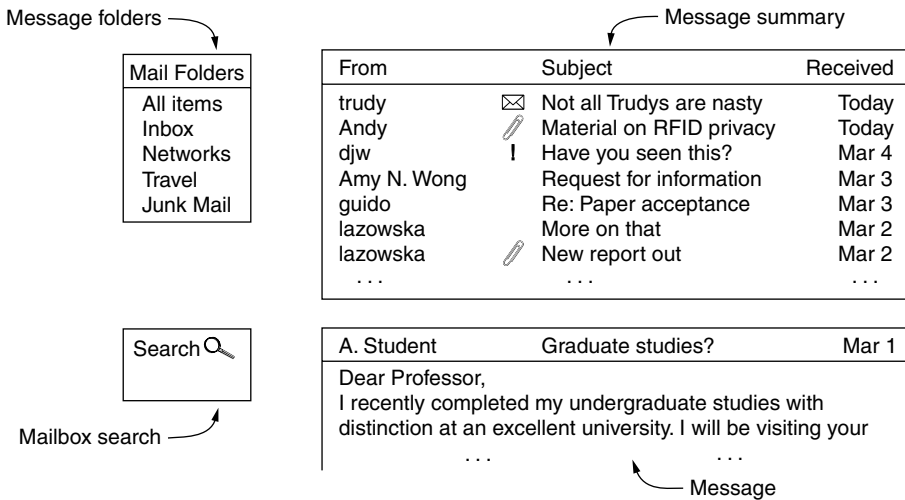 Message folders
Message summary
Mail Folders
All items
Inbox
Networks
Travel
Junk Mail
From Subject Received
trudy Not all Trudys are nasty Today
Andy Material on RFID privacy Today
djw ! Have you seen this? Mar 4
Amy N. Wong Request for information Mar 3
guido Re: Paper acceptance Mar 3
lazowska More on that Mar 2
lazowska New report out Mar 2
. . . . . . . . .
Search
Mailbox search
A. Student Graduate studies? Mar 1
Dear Professor,
I recently completed my undergraduate studies with
distinction at an excellent university. I will be visiting your
. . . . . .
Message